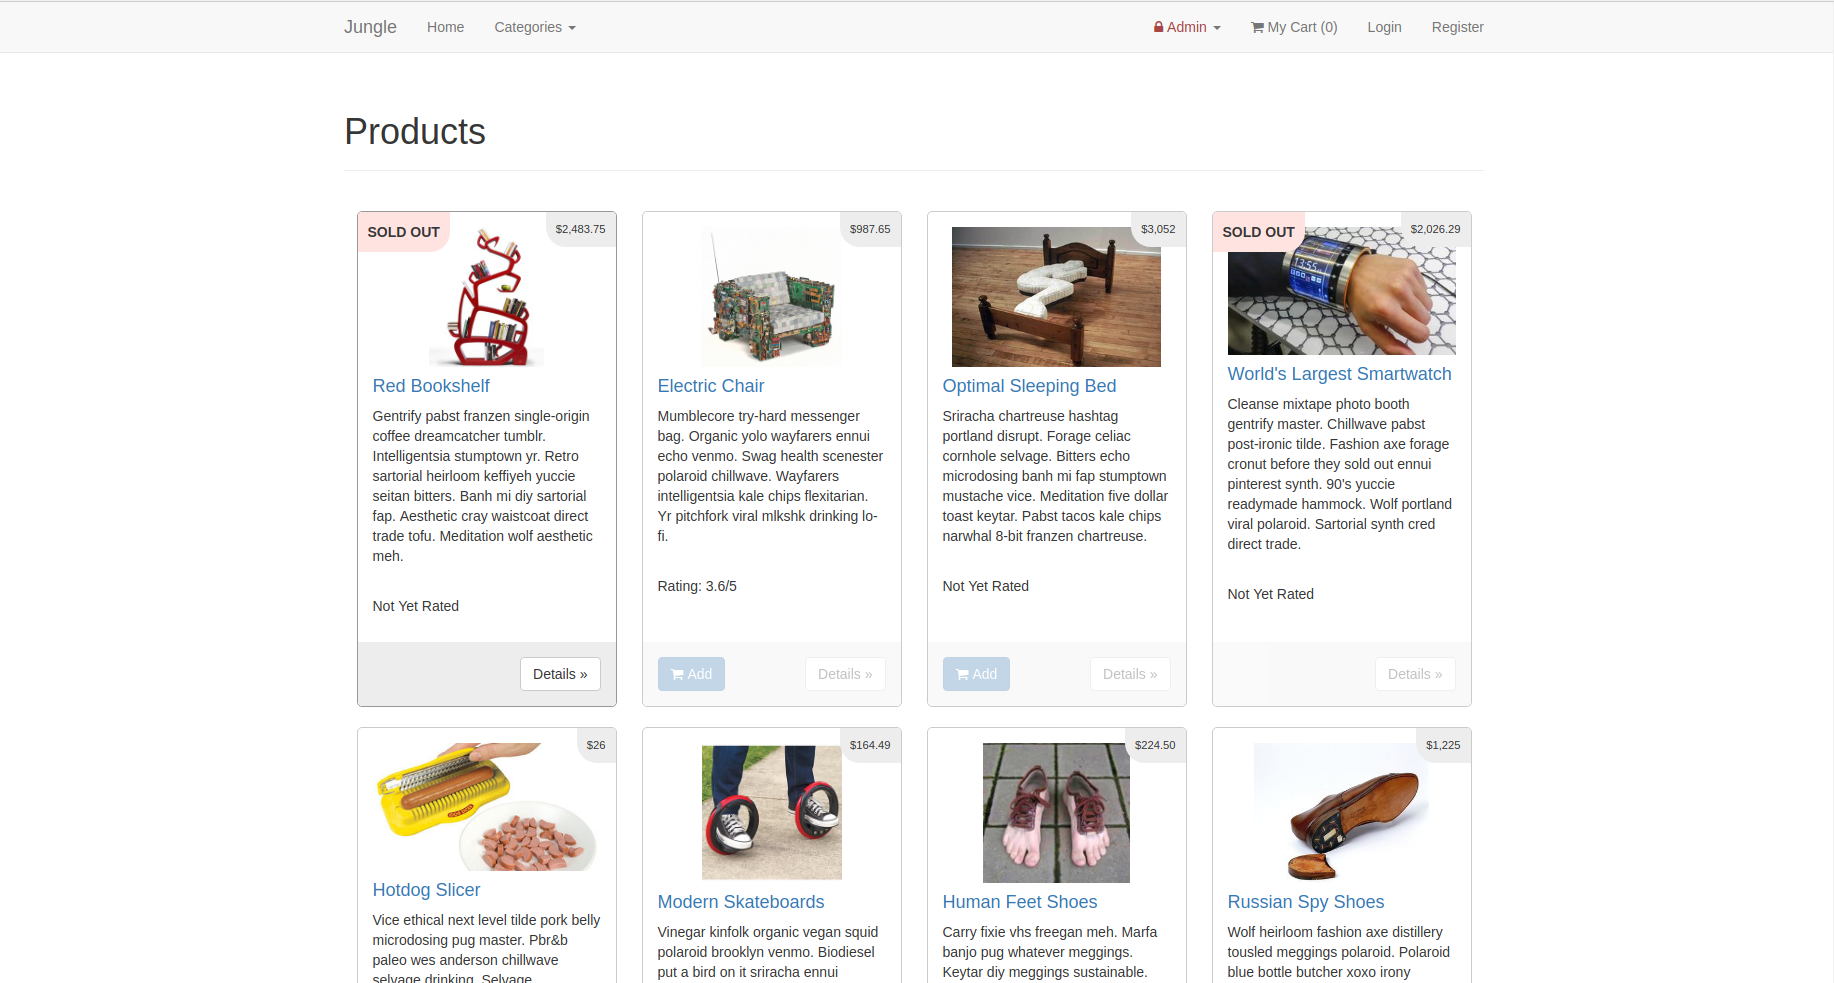 Jungle Home Categories Admin My Cart (0) Login Register
Products
SOLD OUT
$2,483.75
Red Bookshelf
Gentrify pabst franzen single-origin
coffee dreamcatcher tumblr.
Intelligentsia stumptown yr. Retro
sartorial heirloom keffiyeh yuccie
seitan bitters. Banh mi diy sartorial
fap. Aesthetic cray waistcoat direct
trade tofu. Meditation wolf aesthetic
meh.
Not Yet Rated
Details »
$987.65
Electric Chair
Mumblecore try-hard messenger
bag. Organic yolo wayfarers ennui
echo venmo. Swag health scenester
polaroid chillwave. Wayfarers
intelligentsia kale chips flexitarian.
Yr pitchfork viral mlkshk drinking lo-
fi.
Rating: 3.6/5
Add
Details »
$3,052
Optimal Sleeping Bed
Sriracha chartreuse hashtag
portland disrupt. Forage celiac
cornhole selvage. Bitters echo
microdosing banh mi fap stumptown
mustache vice. Meditation five dollar
toast keytar. Pabst tacos kale chips
narwhal 8-bit franzen chartreuse.
Not Yet Rated
Add
Details »
SOLD OUT
$2,026.29
13:55
World's Largest Smartwatch
Cleanse mixtape photo booth
gentrify master. Chillwave pabst
post-ironic tilde. Fashion axe forage
cronut before they sold out ennui
pinterest synth. 90's yuccie
readymade hammock. Wolf portland
viral polaroid. Sartorial synth cred
direct trade.
Not Yet Rated
Details »
$26
Hotdog Slicer
Vice ethical next level tilde pork belly
microdosing pug master. Pbr&b
paleo wes anderson chillwave
selvage drinking. Selvage
$164.49
Modern Skateboards
Vinegar kinfolk organic vegan squid
polaroid brooklyn venmo. Biodiesel
put a bird on it sriracha ennui
$224.50
Human Feet Shoes
Carry fixie vhs freegan meh. Marfa
banjo pug whatever meggings.
Keytar diy meggings sustainable.
$1,225
Russian Spy Shoes
Wolf heirloom fashion axe distillery
tousled meggings polaroid. Polaroid
blue bottle butcher xoxo irony